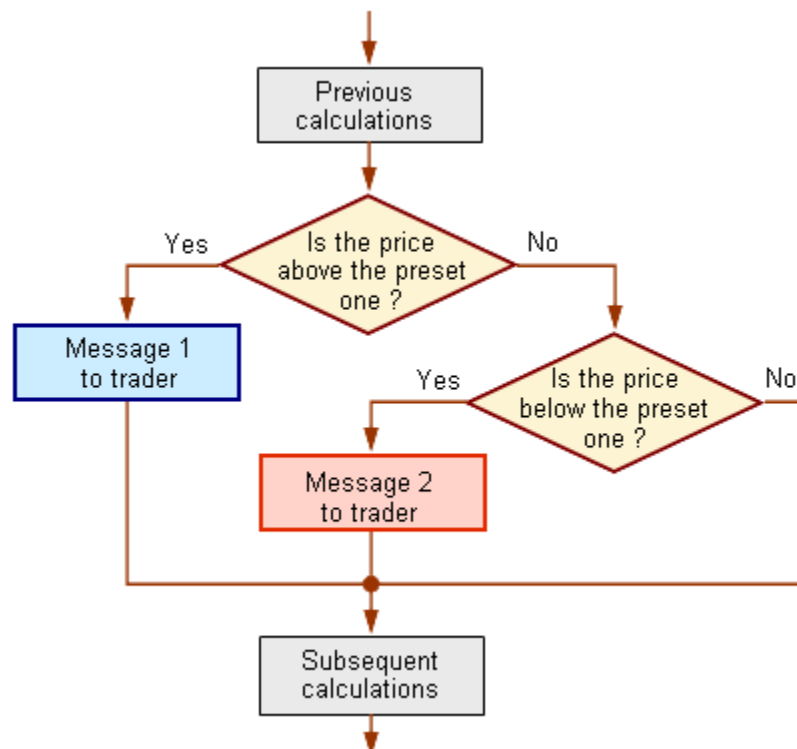 Previous
calculations
Yes
Is the price
above the preset
one ?
No
Message 1
to trader
Yes
Is the price
below the preset
one ?
No
Message 2
to trader
Subsequent
calculations